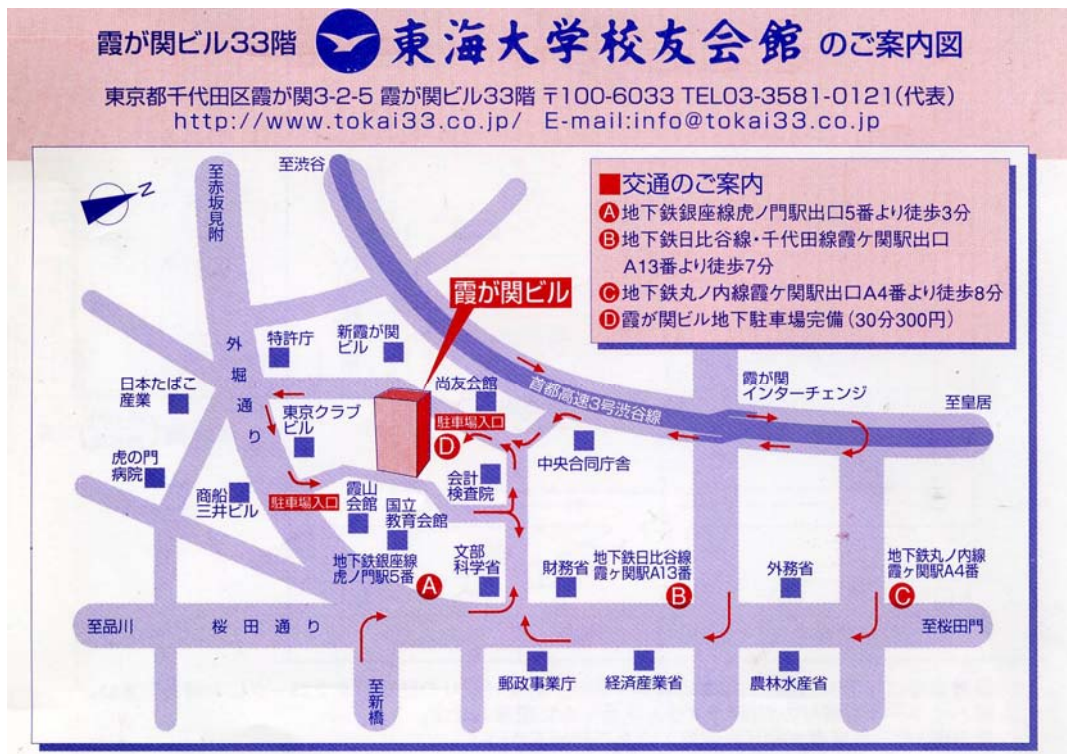 霞が関ビル33階 東海大学校友会館 のご案内図
東京都千代田区霞が関3-2-5 霞が関ビル33階 〒100-6033 TEL03-3581-0121(代表)
http://www.tokai33.co.jp/ E-mail:info@tokai33.co.jp
至渋谷
至赤坂見附
N
■交通のご案内
A地下鉄銀座線虎ノ門駅出口5番より徒歩3分
B地下鉄日比谷線・千代田線霞ケ関駅出口
A13番より徒歩7分
C地下鉄丸ノ内線霞ケ関駅出口A4番より徒歩8分
D霞が関ビル地下駐車場完備(30分300円)
霞が関ビル
外堀通り
特許庁
新霞が関
ビル
尚友会館
首都高速3号渋谷線
霞が関
インターチェンジ
至皇居
日本たばこ
産業
東京クラブ
ビル
駐車場入口
D
中央合同庁舎
虎の門
病院
商船
三井ビル
駐車場入口
霞山
会館
国立
教育会館
会計
検査院
地下鉄銀座線
虎ノ門駅5番
A
文部
科学省
財務省
地下鉄日比谷線
霞ヶ関駅A13番
B
外務省
地下鉄丸ノ内線
霞ヶ関駅A4番
C
至品川
桜田通り
至桜田門
至新橋
郵政事業庁
経済産業省
農林水産省